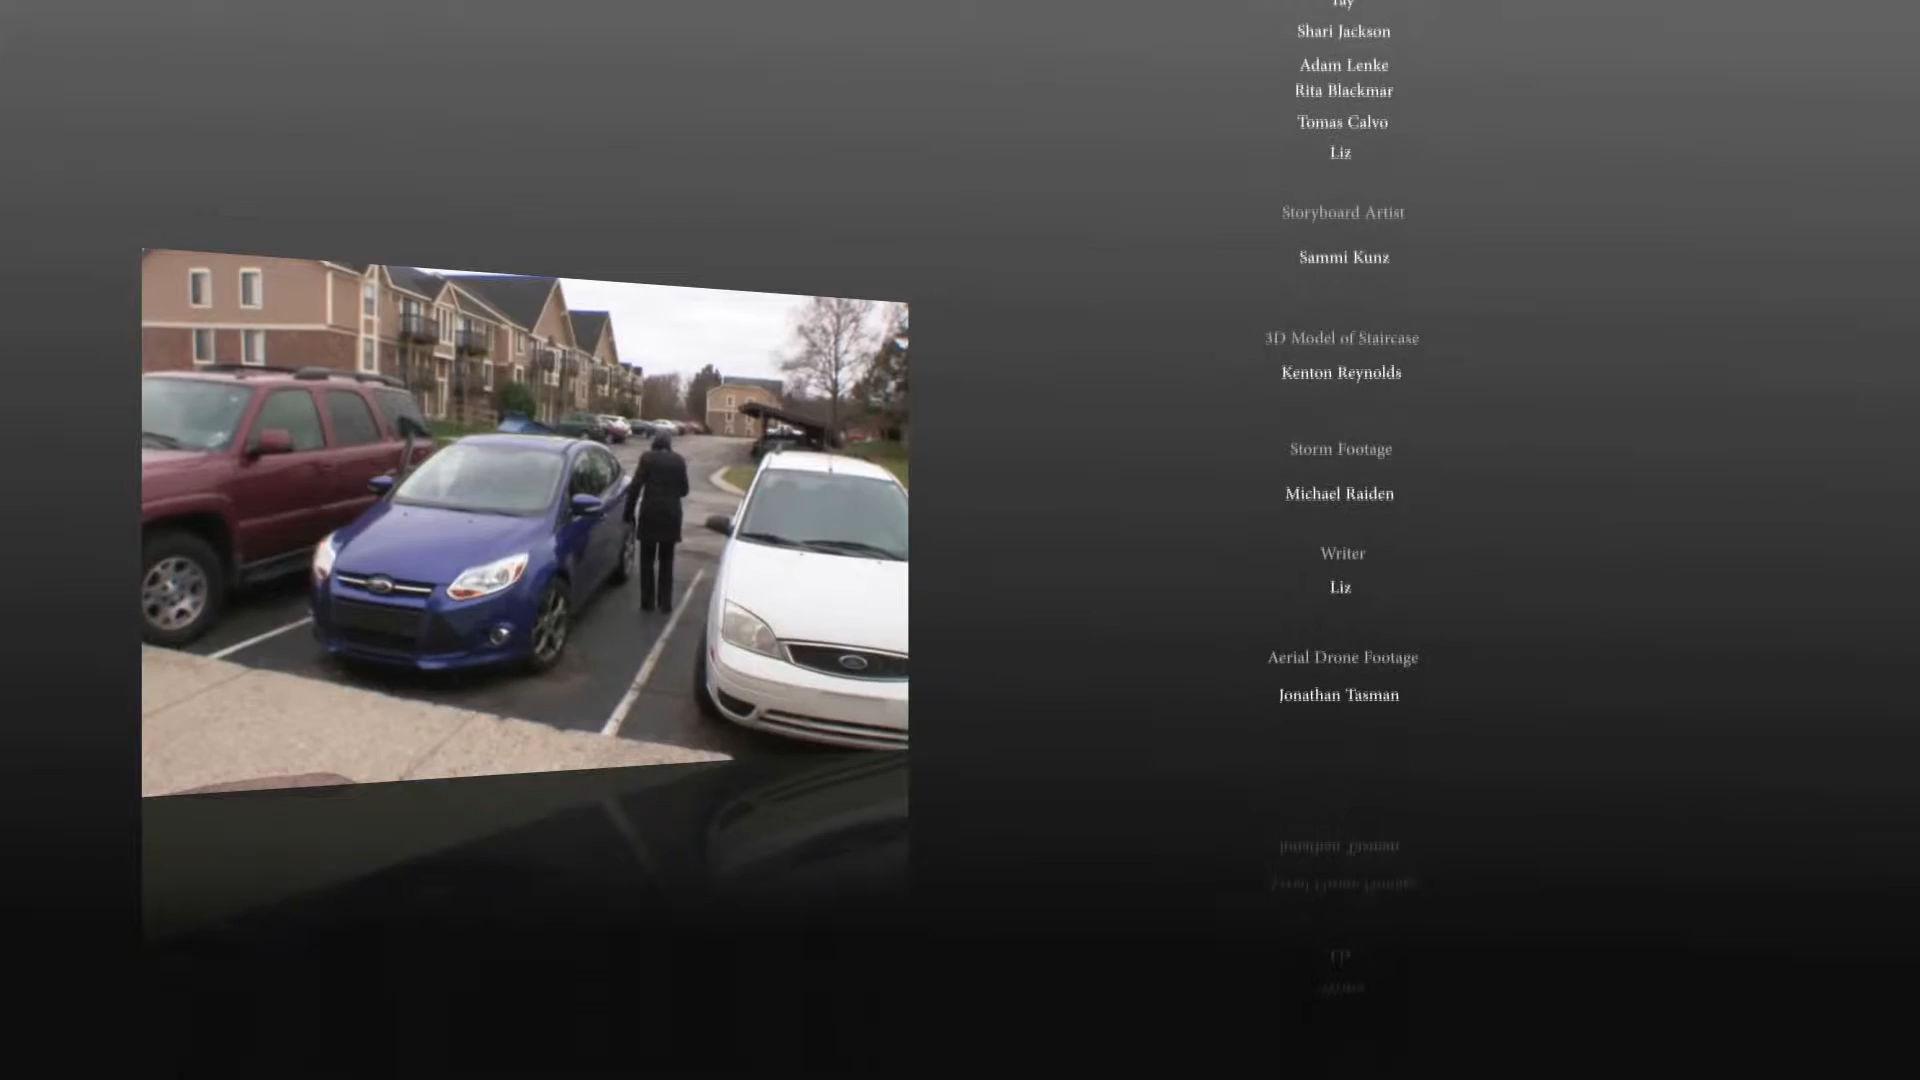 Shari Jackson
Adam Lenke
Rita Blackmar
Tomas Calvo
Liz
Storyboard Artist
Sammi Kunz
3D Model of Staircase
Kenton Reynolds
Storm Footage
Michael Raiden
Writer
Liz
Aerial Drone Footage
Jonathan Tasman